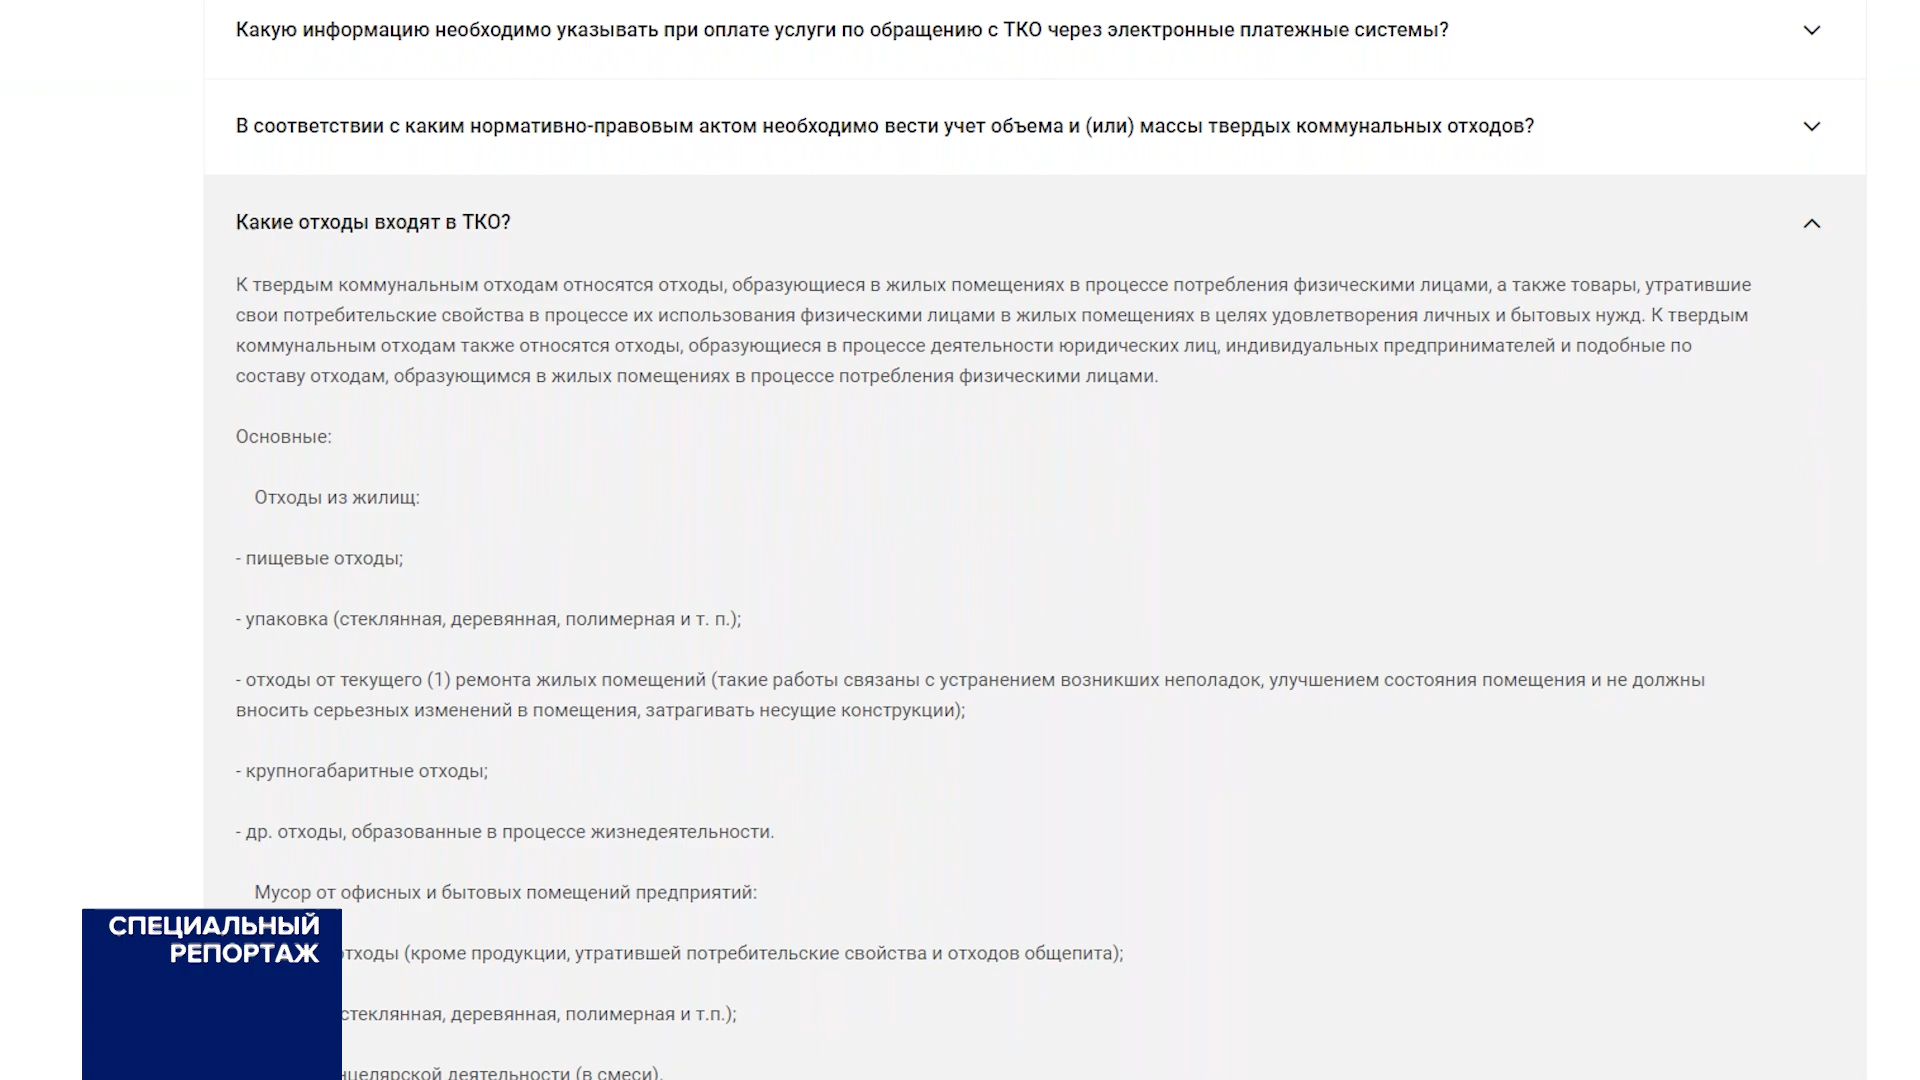 Какую информацию необходимо указывать при оплате услуги по обращению с ТКО через электронные платежные системы?
В соответствии с каким нормативно-правовым актом необходимо вести учет объема и (или) массы твердых коммунальных отходов?
Какие отходы входят в ТКО?
К твердым коммунальным отходам относятся отходы, образующиеся в жилых помещениях в процессе потребления физическими лицами, а также товары, утратившие
свои потребительские свойства в процессе их использования физическими лицами в жилых помещениях в целях удовлетворения личных и бытовых нужд. К твердым
коммунальным отходам также относятся отходы, образующиеся в процессе деятельности юридических лиц, индивидуальных предпринимателей и подобные по
составу отходам, образующимся в жилых помещениях в процессе потребления физическими лицами.
Основные:
Отходы из жилищ:
- пищевые отходы;
- упаковка (стеклянная, деревянная, полимерная и т. п.);
- отходы от текущего (1) ремонта жилых помещений (такие работы связаны с устранением возникших неполадок, улучшением состояния помещения и не должны
вносить серьезных изменений в помещения, затрагивать несущие конструкции);
- крупногабаритные отходы;
- др. отходы, образованные в процессе жизнедеятельности.
Мусор от офисных и бытовых помещений предприятий:
отходы (кроме продукции, утратившей потребительские свойства и отходов общепита);
стеклянная, деревянная, полимерная и т.п.);
нцелярской деятельности (в смеси).
СПЕЦИАЛЬНЫЙ
РЕПОРТАЖ